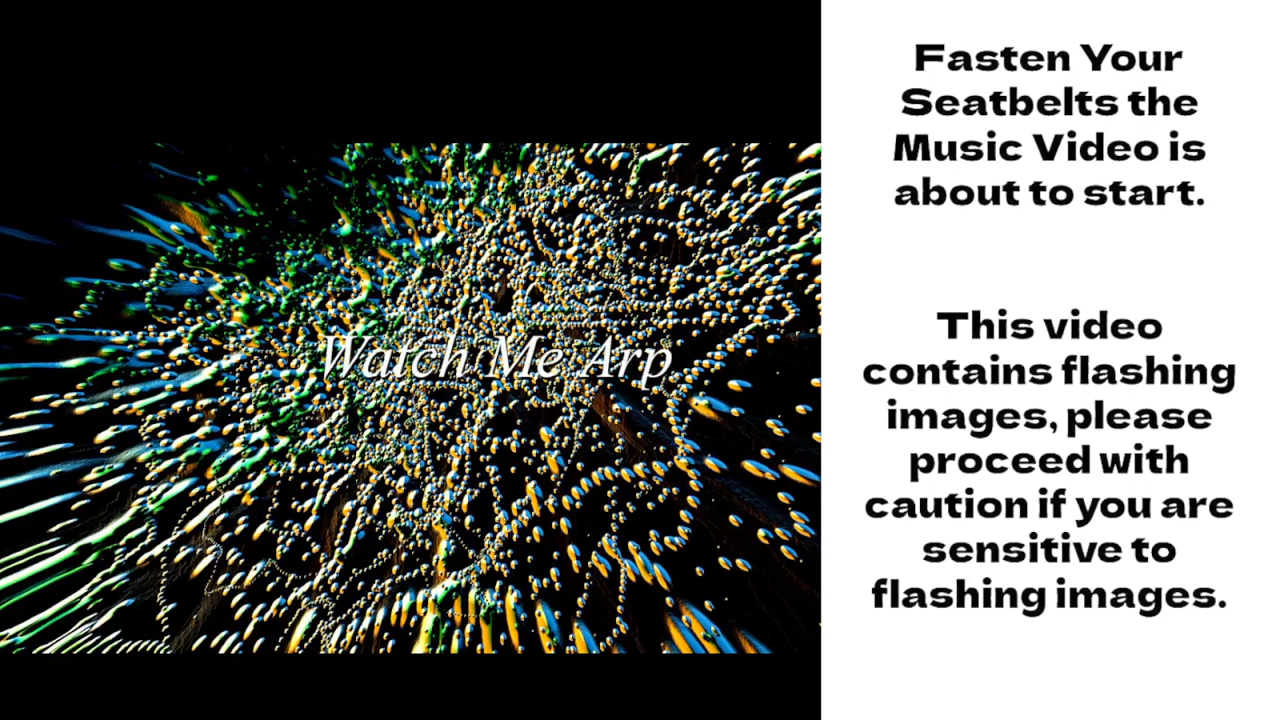 Watch Me Arp
Fasten Your
Seatbelts the
Music Video is
about to start.
This video
contains flashing
images, please
proceed with
caution if you are
sensitive to
flashing images.